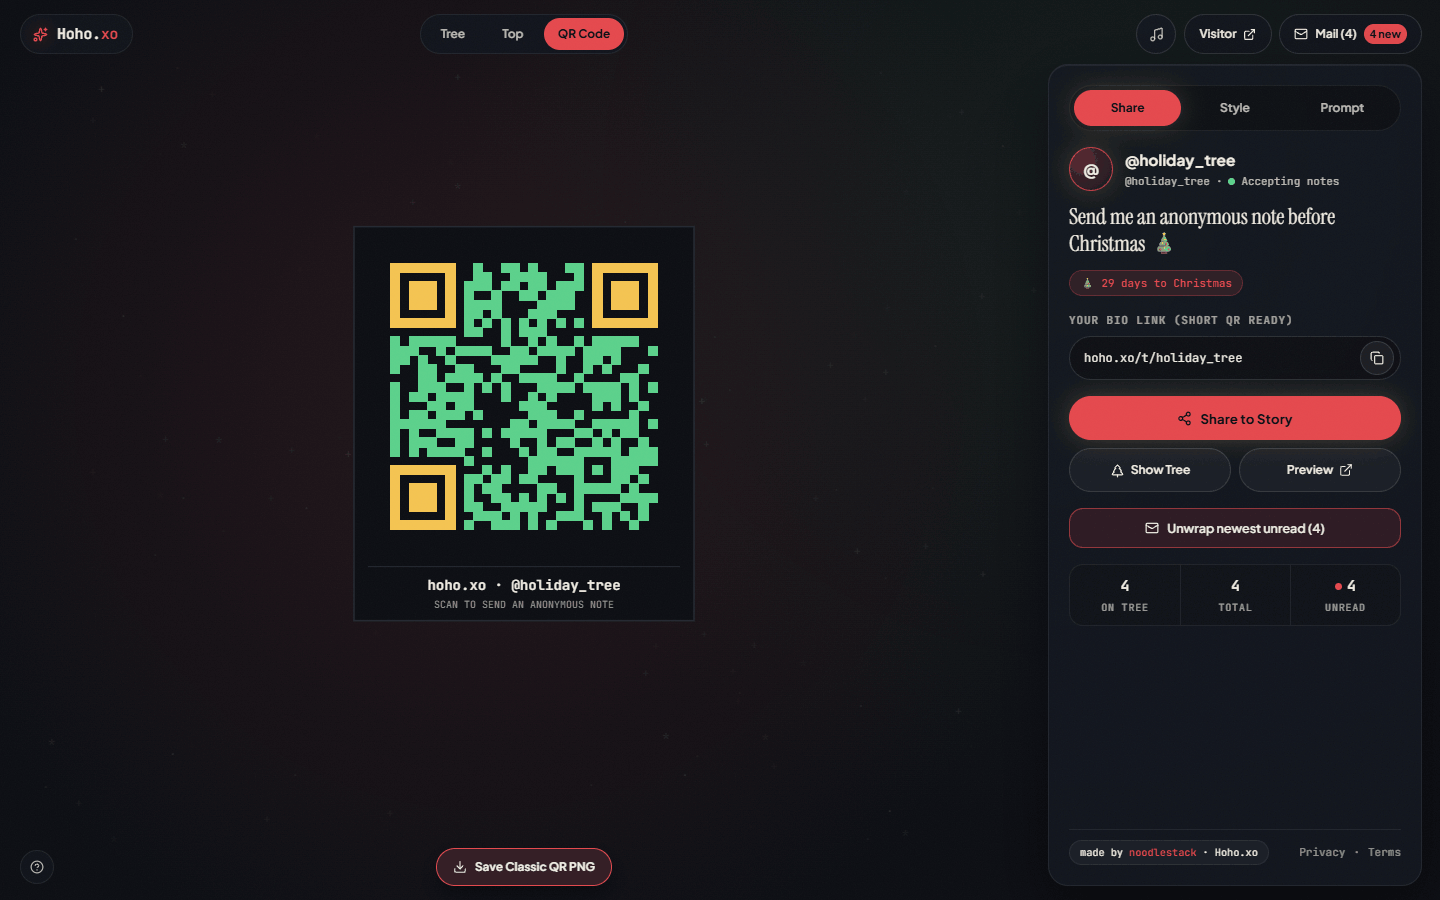 Hoho.xo
Tree
Top
QR Code
Visitor
Mail (4)
4 new
hoho.xo · @holiday_tree
SCAN TO SEND AN ANONYMOUS NOTE
Save Classic QR PNG
Share
Style
Prompt
@
@holiday_tree
@holiday_tree · Accepting notes
Send me an anonymous note before
Christmas 🎄
🎄 29 days to Christmas
YOUR BIO LINK (SHORT QR READY)
hoho.xo/t/holiday_tree
Share to Story
Show Tree
Preview
Unwrap newest unread (4)
4
ON TREE
4
TOTAL
4
UNREAD
made by noodlestack · Hoho.xo
Privacy · Terms